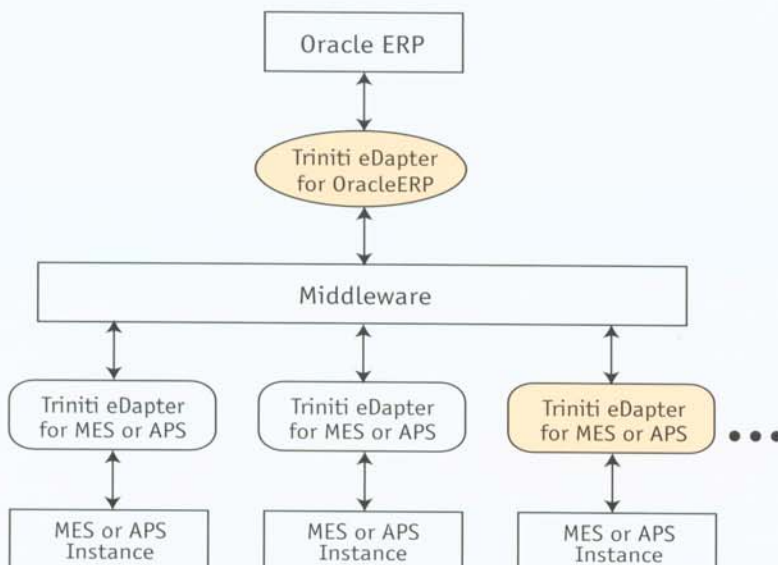 Oracle ERP
Triniti eDapter
for OracleERP
Middleware
Triniti eDapter
for MES or APS
Triniti eDapter
for MES or APS
Triniti eDapter
for MES or APS
MES or APS
Instance
MES or APS
Instance
MES or APS
Instance